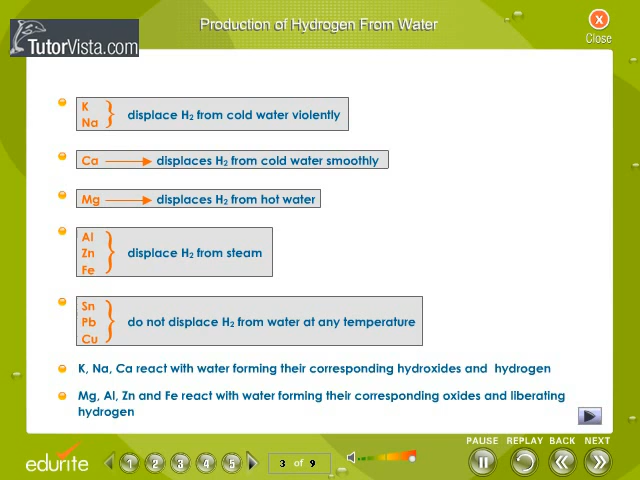 Production of Hydrogen From Water
x
Close
TutorVista.com
K
Na
displace H₂ from cold water violently
Ca
displaces H₂ from cold water smoothly
Mg
displaces H₂ from hot water
Al
Zn
Fe
displace H₂ from steam
Sn
Pb
Cu
do not displace H₂ from water at any temperature
K, Na, Ca react with water forming their corresponding hydroxides and hydrogen
Mg, Al, Zn and Fe react with water forming their corresponding oxides and liberating
hydrogen
PAUSE REPLAY BACK NEXT
edurite
1 2 3 4 5
3 of 9